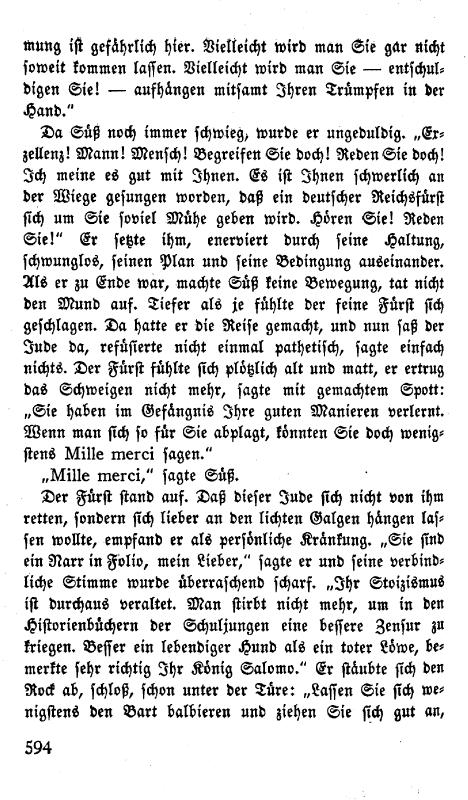 mung ist gefährlich hier. Vielleicht wird man Sie gar nicht
soweit kommen lassen. Vielleicht wird man Sie — entschul-
digen Sie! — aufhängen mitsamt Ihren Trümpfen in der
Hand.“
Da Süß noch immer schwieg, wurde er ungeduldig. „Ex-
zellenz! Mann! Mensch! Begreifen Sie doch! Reden Sie doch!
Ich meine es gut mit Ihnen. Es ist Ihnen schwerlich an
der Wiege gesungen worden, daß ein deutscher Reichsfürst
sich um Sie soviel Mühe geben wird. Hören Sie! Reden
Sie!“ Er setzte ihm, enerviert durch seine Haltung,
schwunglos, seinen Plan und seine Bedingung auseinander.
Als er zu Ende war, machte Süß keine Bewegung, tat nicht
den Mund auf. Tiefer als je fühlte der feine Fürst sich
geschlagen. Da hatte er die Reise gemacht, und nun saß der
Jude da, refüsierte nicht einmal pathetisch, sagte einfach
nichts. Der Fürst fühlte sich plötzlich alt und matt, er ertrug
das Schweigen nicht mehr, sagte mit gemachtem Spott:
„Sie haben im Gefängnis Ihre guten Manieren verlernt.
Wenn man sich so für Sie abplagt, könnten Sie doch wenig-
stens Mille merci sagen.“
„Mille merci,“ sagte Süß.
Der Fürst stand auf. Daß dieser Jude sich nicht von ihm
retten, sondern sich lieber an den lichten Galgen hängen las-
sen wollte, empfand er als persönliche Kränkung. „Sie sind
ein Narr in Folio, mein Lieber,“ sagte er und seine verbind-
liche Stimme wurde überraschend scharf. „Ihr Stoizismus
ist durchaus veraltet. Man stirbt nicht mehr, um in den
Historienbüchern der Schuljungen eine bessere Zensur zu
kriegen. Besser ein lebendiger Hund als ein toter Löwe, be-
merkte sehr richtig Ihr König Salomo.“ Er stäubte sich den
Rock ab, schloß, schon unter der Türe: „Lassen Sie sich we-
nigstens den Bart balbieren und ziehen Sie sich gut an,
594